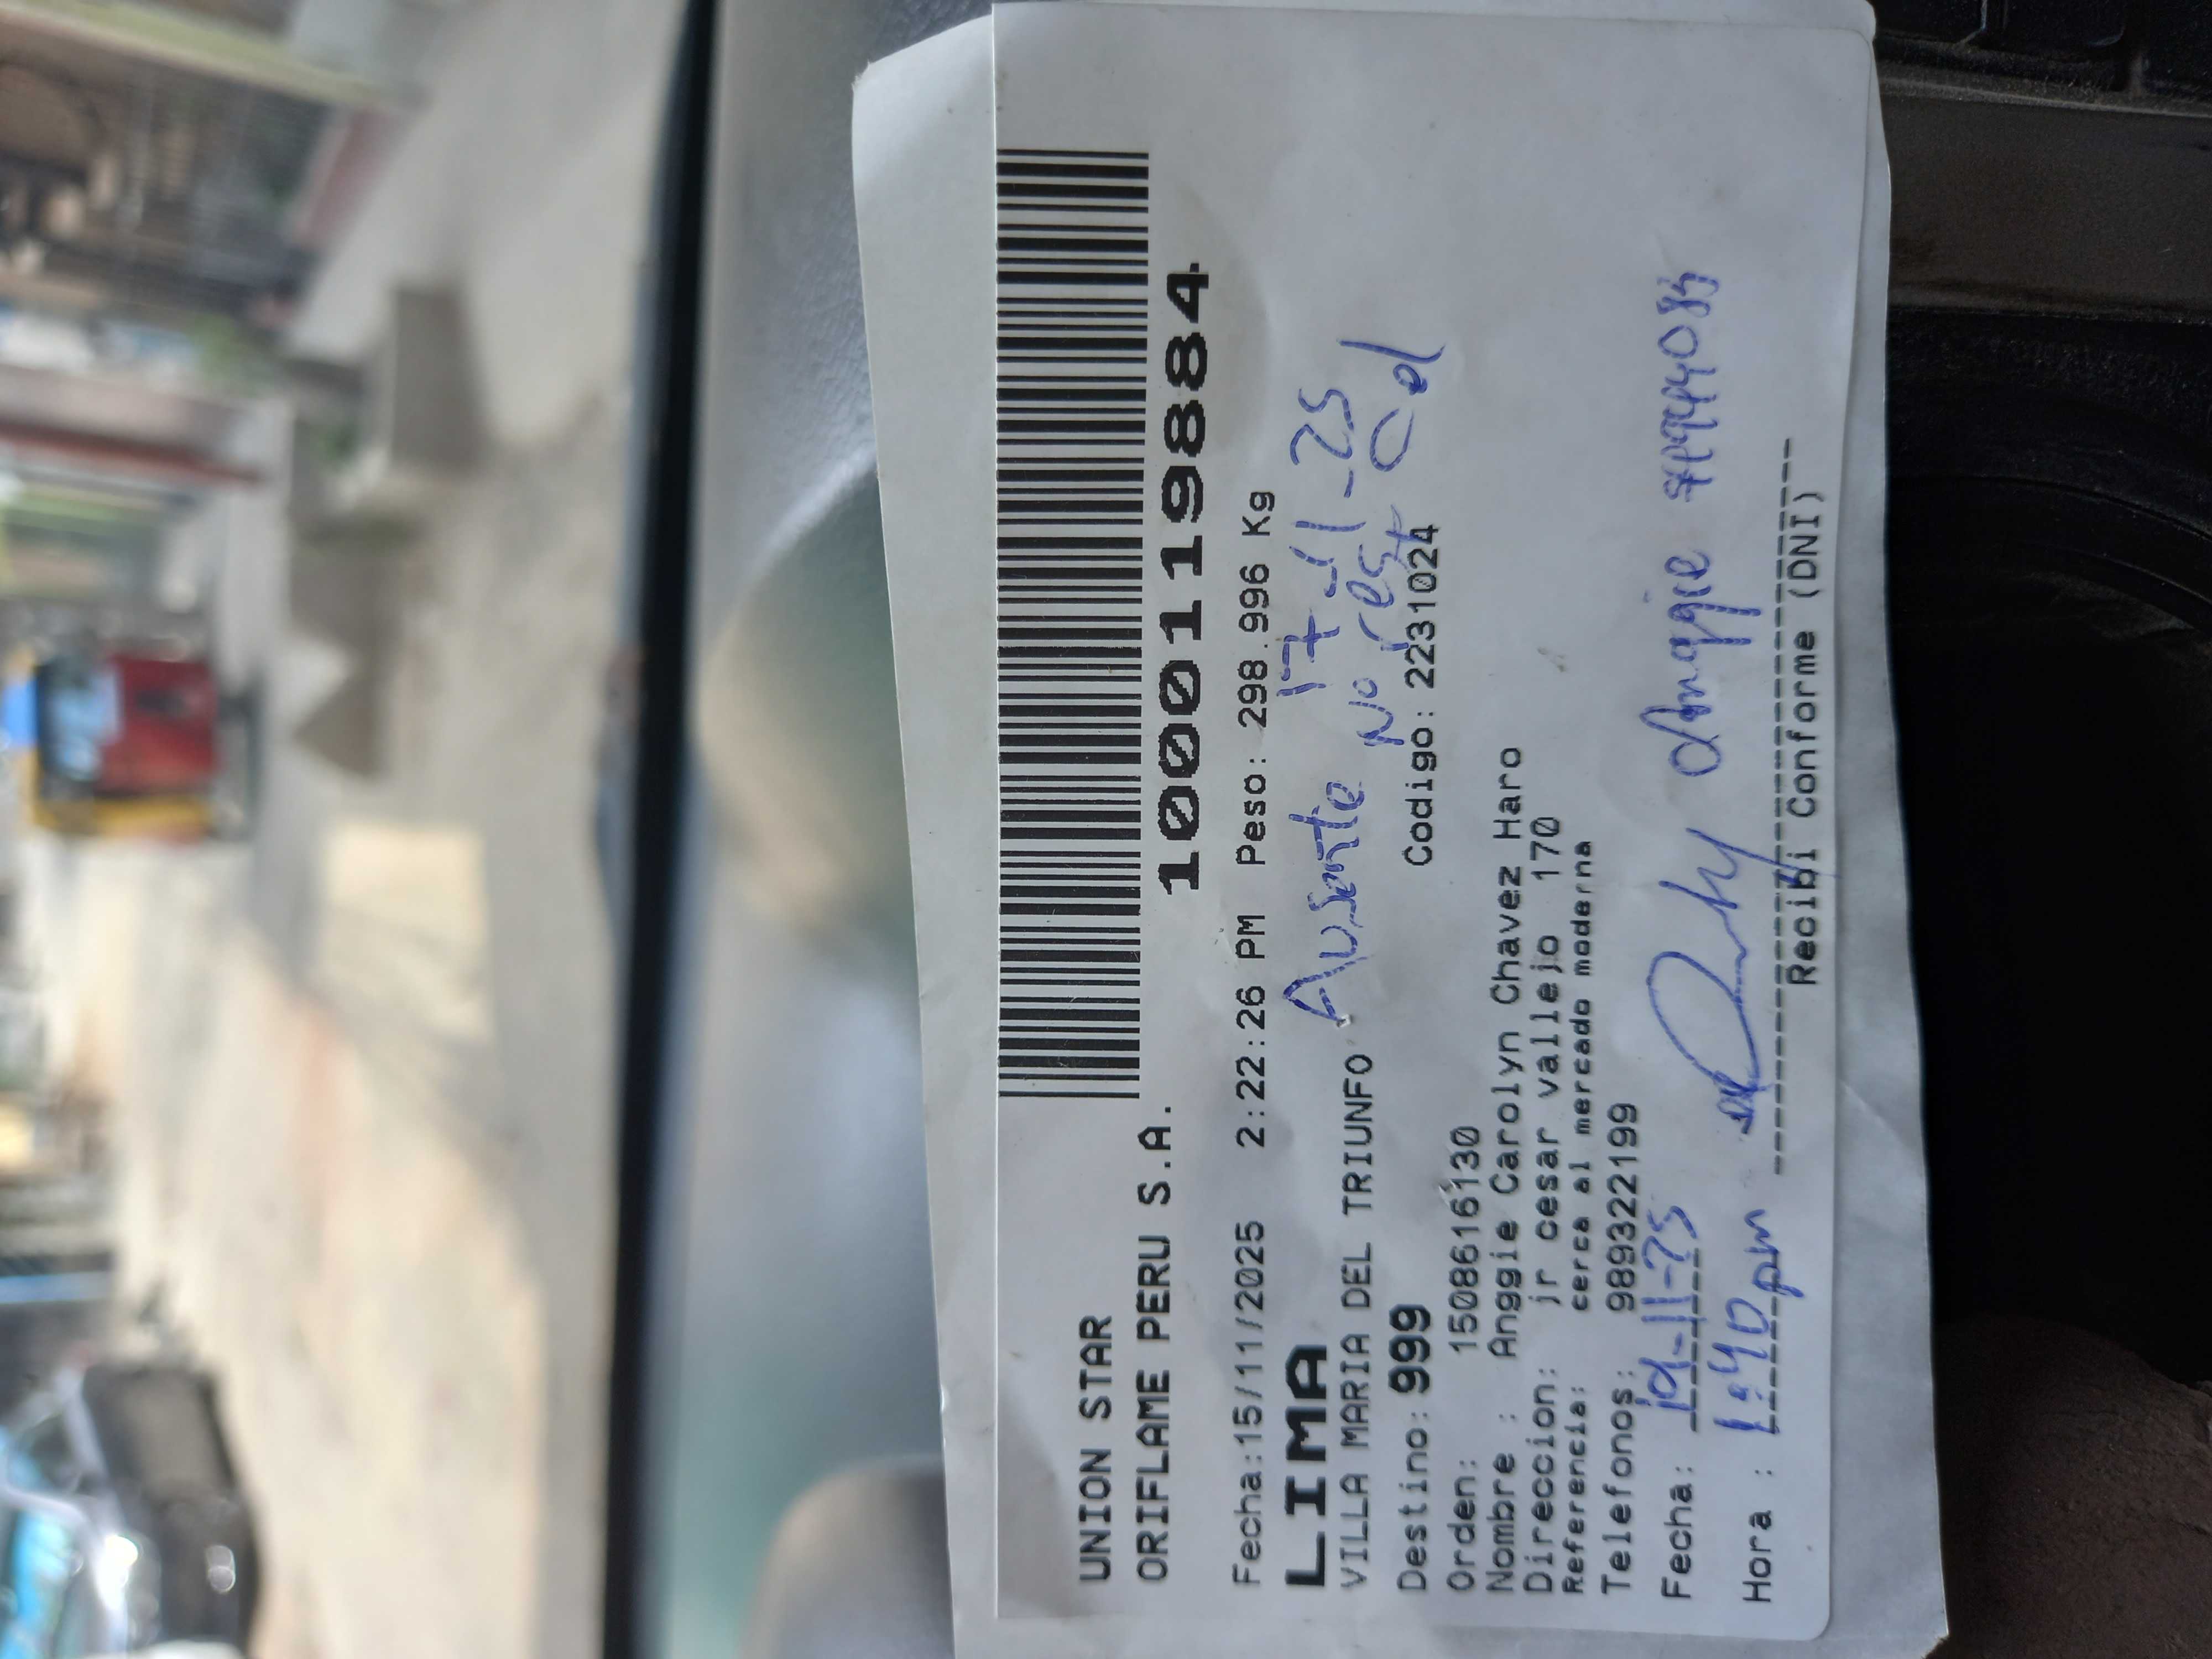 UNION STAR
ORIFLAME PERU S.A.
10001198884
Fecha:15/11/2025 2:22:26 PM Peso: 298.996 Kg
LIMA
Ausente 17-11-25
VILLA MARIA DEL TRIUNFO
No rest Cel
Destino: 999 Codigo: 2231024
Orden: 1508616130
Nombre : Anggie Carolyn Chavez Haro
Direccion: jr cesar vallejo 170
Referencia: cerca al mercado moderna
Telefonos: 989322199
Fecha: 19-11-25
Anggie
Hora : 1:40 pm
Recibi Conforme (DNI)